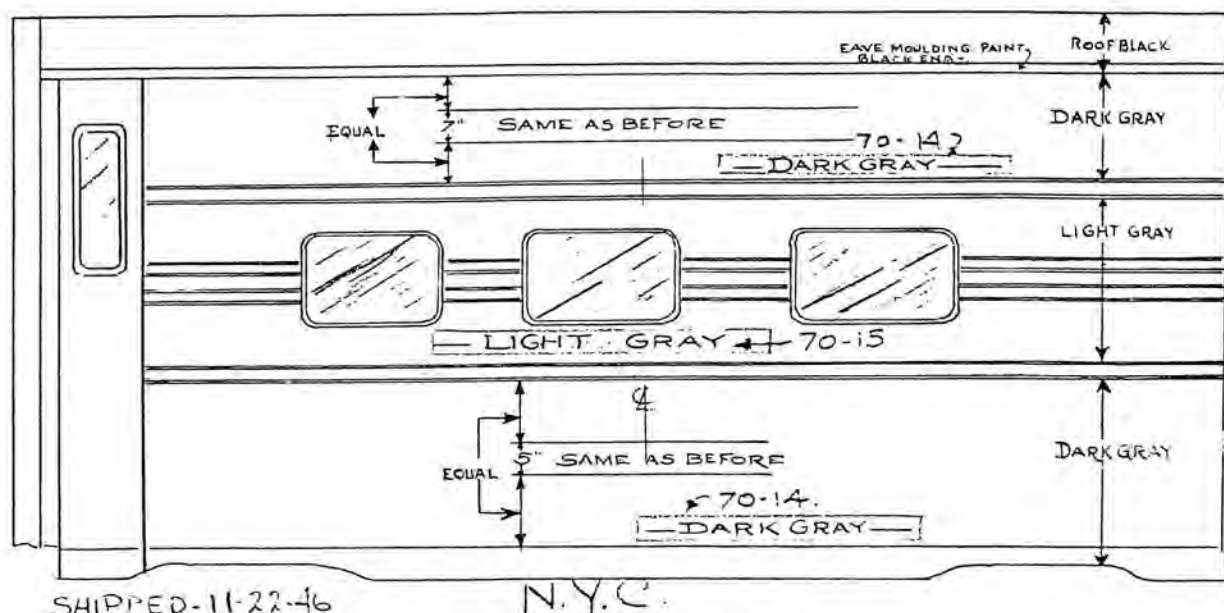 EAVE MOULDING PAINT
BLACK END-
ROOF BLACK
EQUAL
7" SAME AS BEFORE
70-14
DARK GRAY
DARK GRAY
LIGHT GRAY
LIGHT GRAY
70-15
℄
EQUAL
5" SAME AS BEFORE
DARK GRAY
70-14.
DARK GRAY
SHIPPED-11-22-46
N.Y.C.